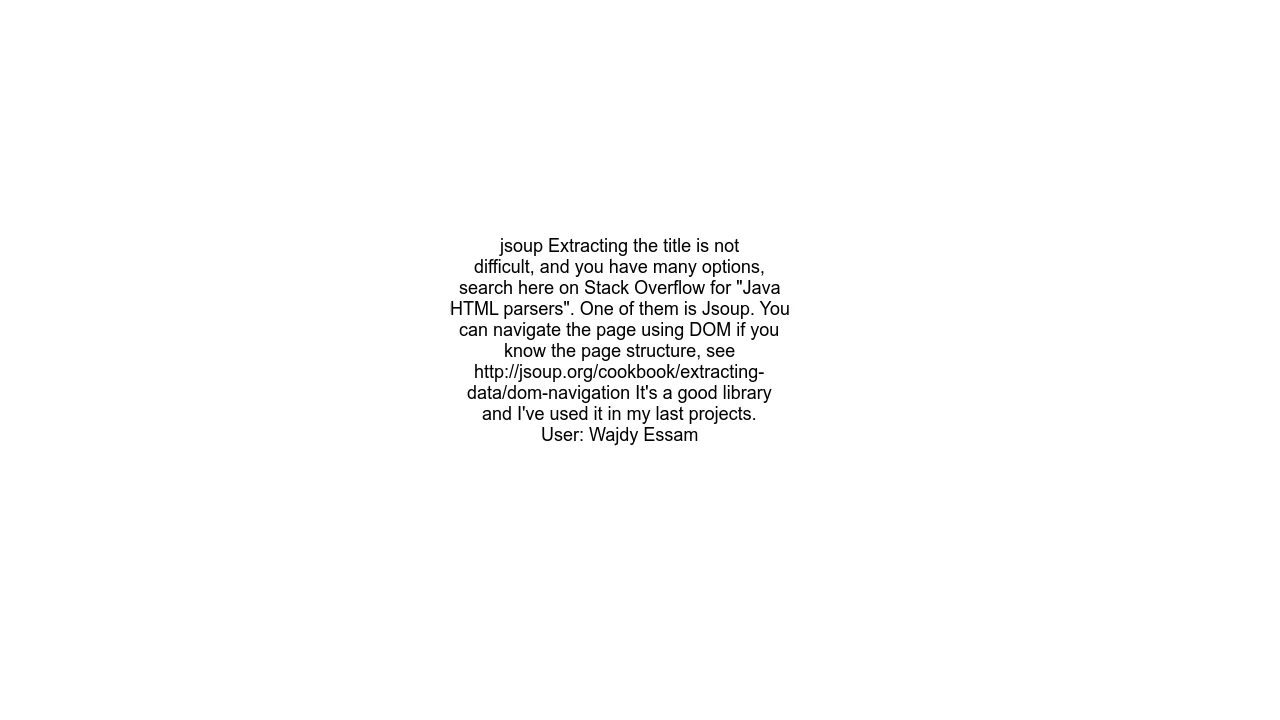 jsoup Extracting the title is not
difficult, and you have many options,
search here on Stack Overflow for "Java
HTML parsers". One of them is Jsoup. You
can navigate the page using DOM if you
know the page structure, see
http://jsoup.org/cookbook/extracting-
data/dom-navigation It's a good library
and I've used it in my last projects.
User: Wajdy Essam